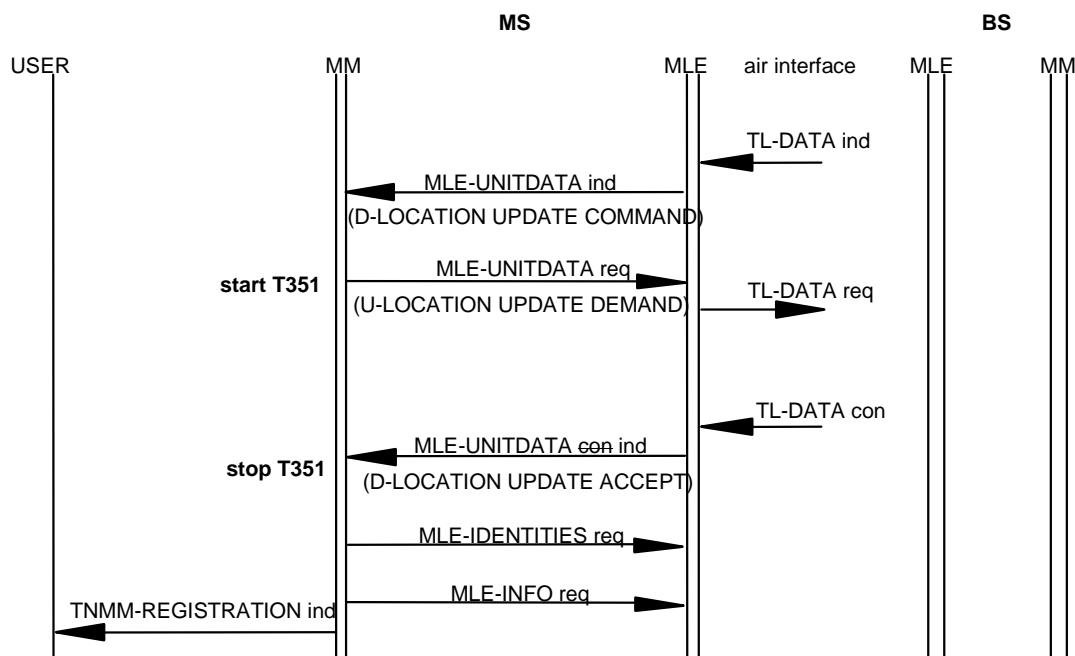 MS BS
USER MM MLE air interface MLE MM
TL-DATA ind
MLE-UNITDATA ind
(D-LOCATION UPDATE COMMAND)
MLE-UNITDATA req
start T351
(U-LOCATION UPDATE DEMAND)
TL-DATA req
TL-DATA con
MLE-UNITDATA con ind
stop T351
(D-LOCATION UPDATE ACCEPT)
MLE-IDENTITIES req
MLE-INFO req
TNMM-REGISTRATION ind